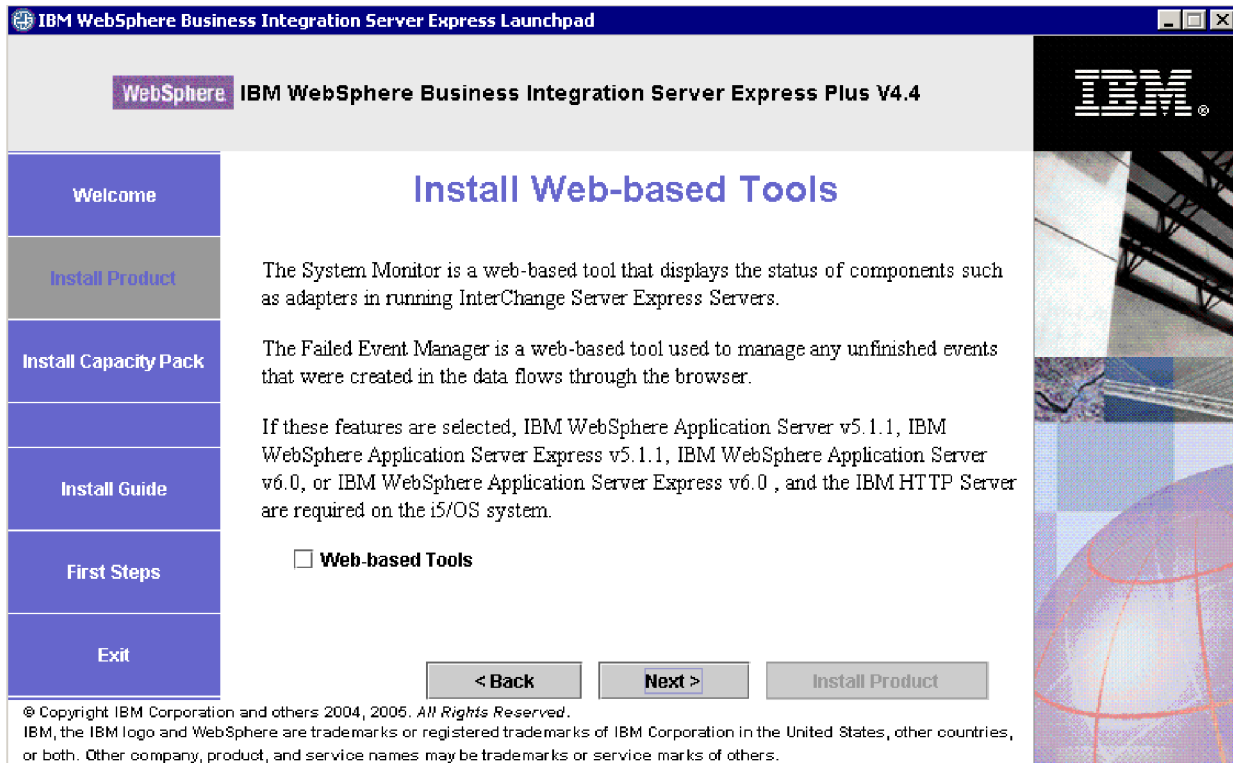 IBM WebSphere Business Integration Server Express Launchpad
WebSphere IBM WebSphere Business Integration Server Express Plus V4.4
IBM®
Welcome
Install Product
Install Capacity Pack
Install Guide
First Steps
Exit
Install Web-based Tools
The System Monitor is a web-based tool that displays the status of components such
as adapters in running InterChange Server Express Servers.
The Failed Event Manager is a web-based tool used to manage any unfinished events
that were created in the data flows through the browser.
If these features are selected, IBM WebSphere Application Server v5.1.1, IBM
WebSphere Application Server Express v5.1.1, IBM WebSphere Application Server
v6.0, or IBM WebSphere Application Server Express v6.0 , and the IBM HTTP Server
are required on the i5/OS system.
Web-based Tools
< Back
Next >
Install Product
© Copyright IBM Corporation and others 2004, 2005. All Rights Reserved.
IBM, the IBM logo and WebSphere are trademarks or registered trademarks of IBM Corporation in the United States, other countries,
or both. Other company, product, and service names may be trademarks or service marks of others.